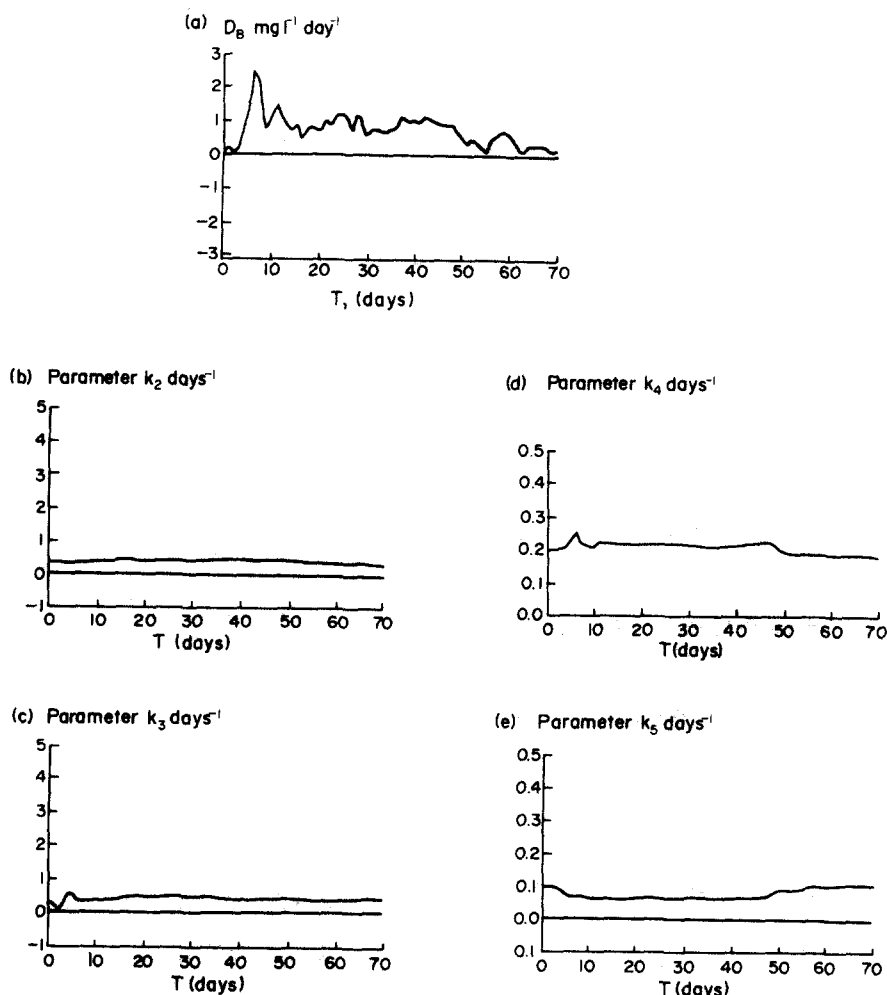 (a) D_B mg l⁻¹ day⁻¹
3
2
1
0
−1
−2
−3
0 10 20 30 40 50 60 70
T, (days)
(b) Parameter k₂ days⁻¹
5
4
3
2
1
0
−1
0 10 20 30 40 50 60 70
T (days)
(d) Parameter k₄ days⁻¹
0.5
0.4
0.3
0.2
0.1
0.0
0 10 20 30 40 50 60 70
T(days)
(c) Parameter k₃ days⁻¹
5
4
3
2
1
0
−1
0 10 20 30 40 50 60 70
T (days)
(e) Parameter k₅ days⁻¹
0.5
0.4
0.3
0.2
0.1
0.0
0.1
0 10 20 30 40 50 60 70
T (days)